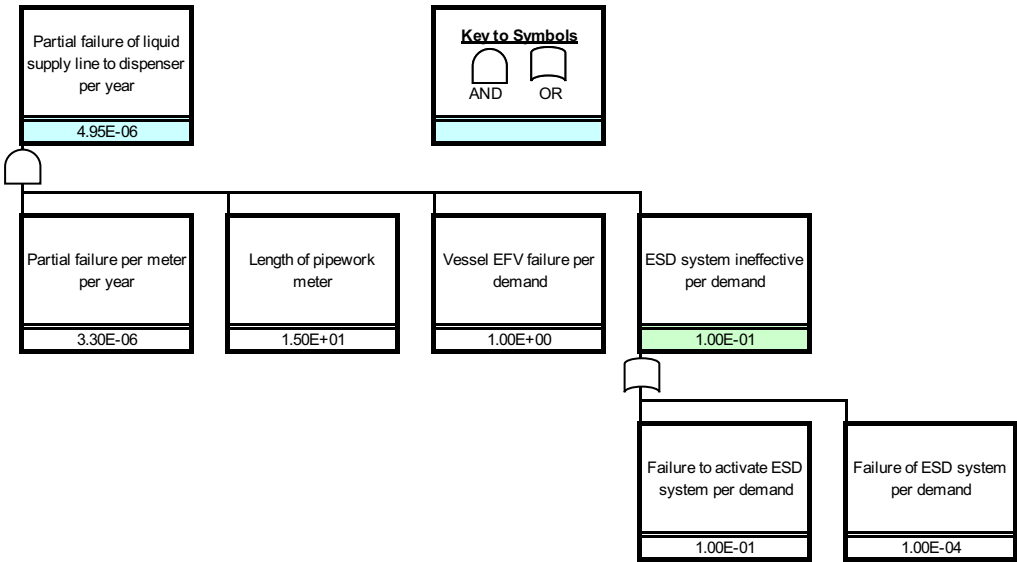 Partial failure of liquid
supply line to dispenser
per year
4.95E-06
Key to Symbols
AND OR
Partial failure per meter
per year
3.30E-06
Length of pipework
meter
1.50E+01
Vessel EFV failure per
demand
1.00E+00
ESD system ineffective
per demand
1.00E-01
Failure to activate ESD
system per demand
1.00E-01
Failure of ESD system
per demand
1.00E-04